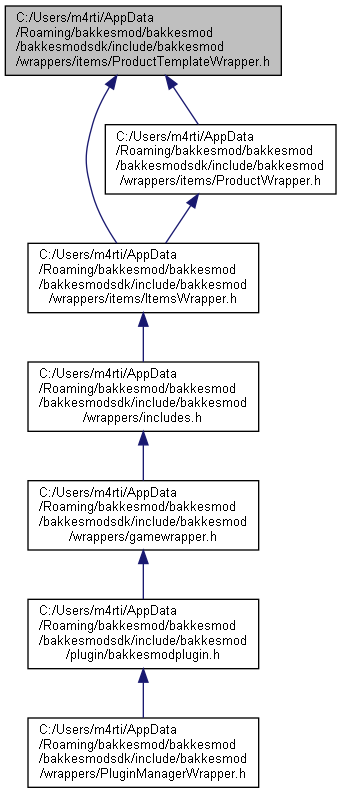 C:/Users/m4rti/AppData
/Roaming/bakkesmod/bakkesmod
/bakkesmodsdk/include/bakkesmod
/wrappers/items/ProductTemplateWrapper.h
C:/Users/m4rti/AppData
/Roaming/bakkesmod/bakkesmod
/bakkesmodsdk/include/bakkesmod
/wrappers/items/ProductWrapper.h
C:/Users/m4rti/AppData
/Roaming/bakkesmod/bakkesmod
/bakkesmodsdk/include/bakkesmod
/wrappers/items/ItemsWrapper.h
C:/Users/m4rti/AppData
/Roaming/bakkesmod/bakkesmod
/bakkesmodsdk/include/bakkesmod
/wrappers/includes.h
C:/Users/m4rti/AppData
/Roaming/bakkesmod/bakkesmod
/bakkesmodsdk/include/bakkesmod
/wrappers/gamewrapper.h
C:/Users/m4rti/AppData
/Roaming/bakkesmod/bakkesmod
/bakkesmodsdk/include/bakkesmod
/plugin/bakkesmodplugin.h
C:/Users/m4rti/AppData
/Roaming/bakkesmod/bakkesmod
/bakkesmodsdk/include/bakkesmod
/wrappers/PluginManagerWrapper.h